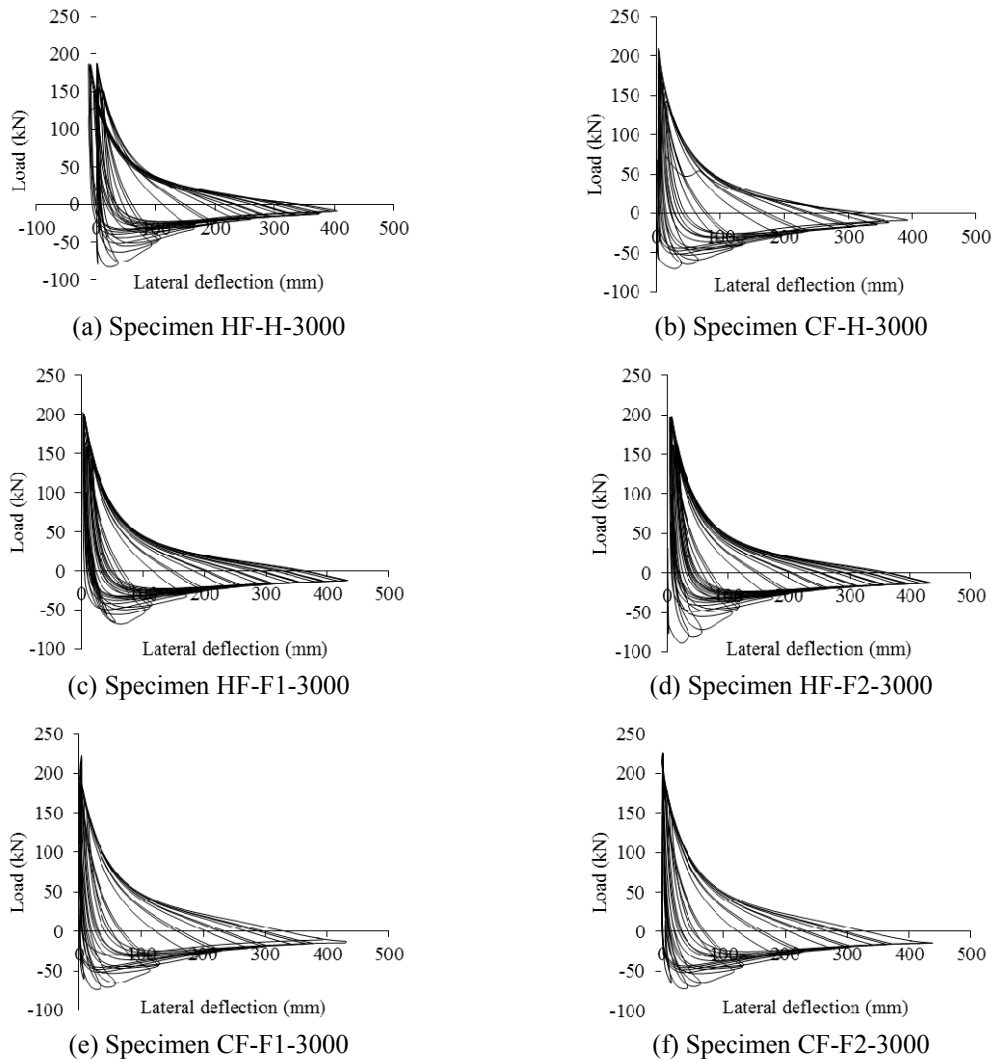 250
200
150
100
50
0
-50
-100
Load (kN)
-100 0 100 200 300 400 500
Lateral deflection (mm)
(a) Specimen HF-H-3000
250
200
150
100
50
0
-50
-100
Load (kN)
0 100 200 300 400 500
Lateral deflection (mm)
(b) Specimen CF-H-3000
250
200
150
100
50
0
-50
-100
Load (kN)
0 100 200 300 400 500
Lateral deflection (mm)
(c) Specimen HF-F1-3000
250
200
150
100
50
0
-50
-100
Load (kN)
0 100 200 300 400 500
Lateral deflection (mm)
(d) Specimen HF-F2-3000
250
200
150
100
50
0
-50
-100
Load (kN)
0 100 200 300 400 500
Lateral deflection (mm)
(e) Specimen CF-F1-3000
250
200
150
100
50
0
-50
-100
Load (kN)
0 100 200 300 400 500
Lateral deflection (mm)
(f) Specimen CF-F2-3000